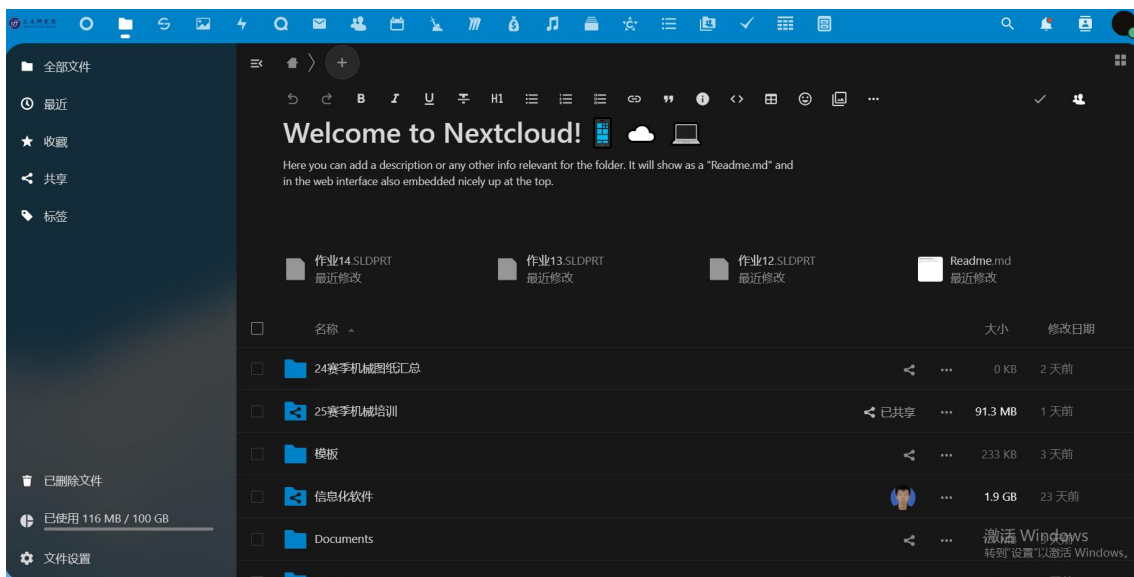 全部文件
最近
收藏
共享
标签
H1
Welcome to Nextcloud!
Here you can add a description or any other info relevant for the folder. It will show as a "Readme.md" and
in the web interface also embedded nicely up at the top.
作业14.SLDPRT
最近修改
作业13.SLDPRT
最近修改
作业12.SLDPRT
最近修改
Readme.md
最近修改
名称 大小 修改日期
24赛季机械图纸汇总 0 KB 2 天前
25赛季机械培训 已共享 91.3 MB 1 天前
模板 233 KB 3 天前
信息化软件 1.9 GB 23 天前
Documents
激活 Windows
转到"设置"以激活 Windows。
已删除文件
已使用 116 MB / 100 GB
文件设置